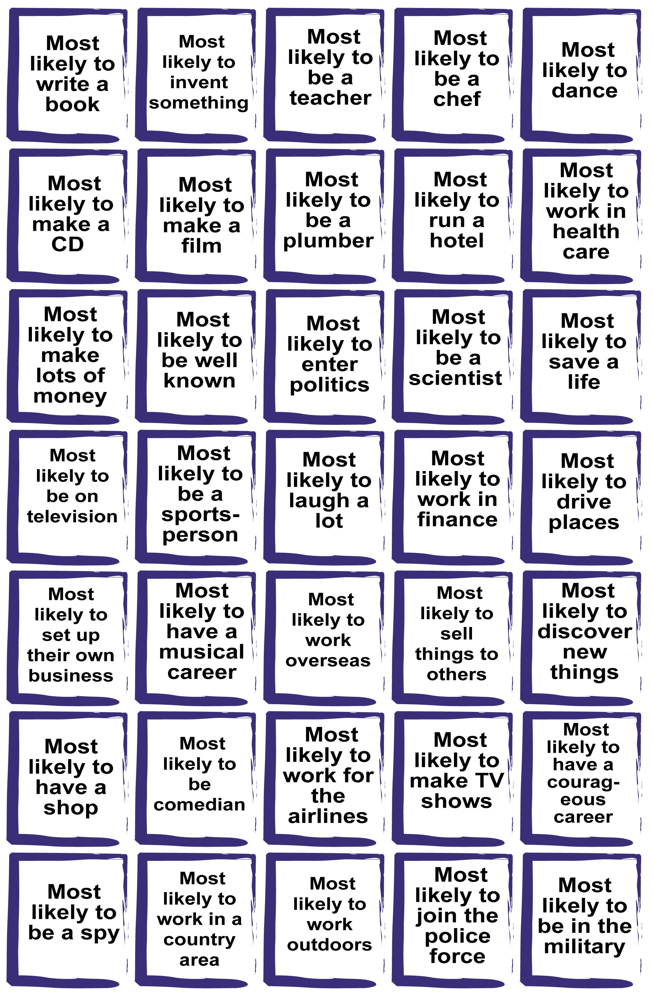 Most
likely to
write a
book
Most
likely to
invent
something
Most
likely to
be a
teacher
Most
likely to
be a
chef
Most
likely to
dance
Most
likely to
make a
CD
Most
likely to
make a
film
Most
likely to
be a
plumber
Most
likely to
run a
hotel
Most
likely to
work in
health
care
Most
likely to
make
lots of
money
Most
likely to
be well
known
Most
likely to
enter
politics
Most
likely to
be a
scientist
Most
likely to
save a
life
Most
likely to
be on
television
Most
likely to
be a
sports-
person
Most
likely to
laugh a
lot
Most
likely to
work in
finance
Most
likely to
drive
places
Most
likely to
set up
their own
business
Most
likely to
have a
musical
career
Most
likely to
work
overseas
Most
likely to
sell
things to
others
Most
likely to
discover
new
things
Most
likely to
have a
shop
Most
likely to
be
comedian
Most
likely to
work for
the
airlines
Most
likely to
make TV
shows
Most
likely to
have a
courag-
eous
career
Most
likely to
be a spy
Most
likely to
work in a
country
area
Most
likely to
work
outdoors
Most
likely to
join the
police
force
Most
likely to
be in the
military